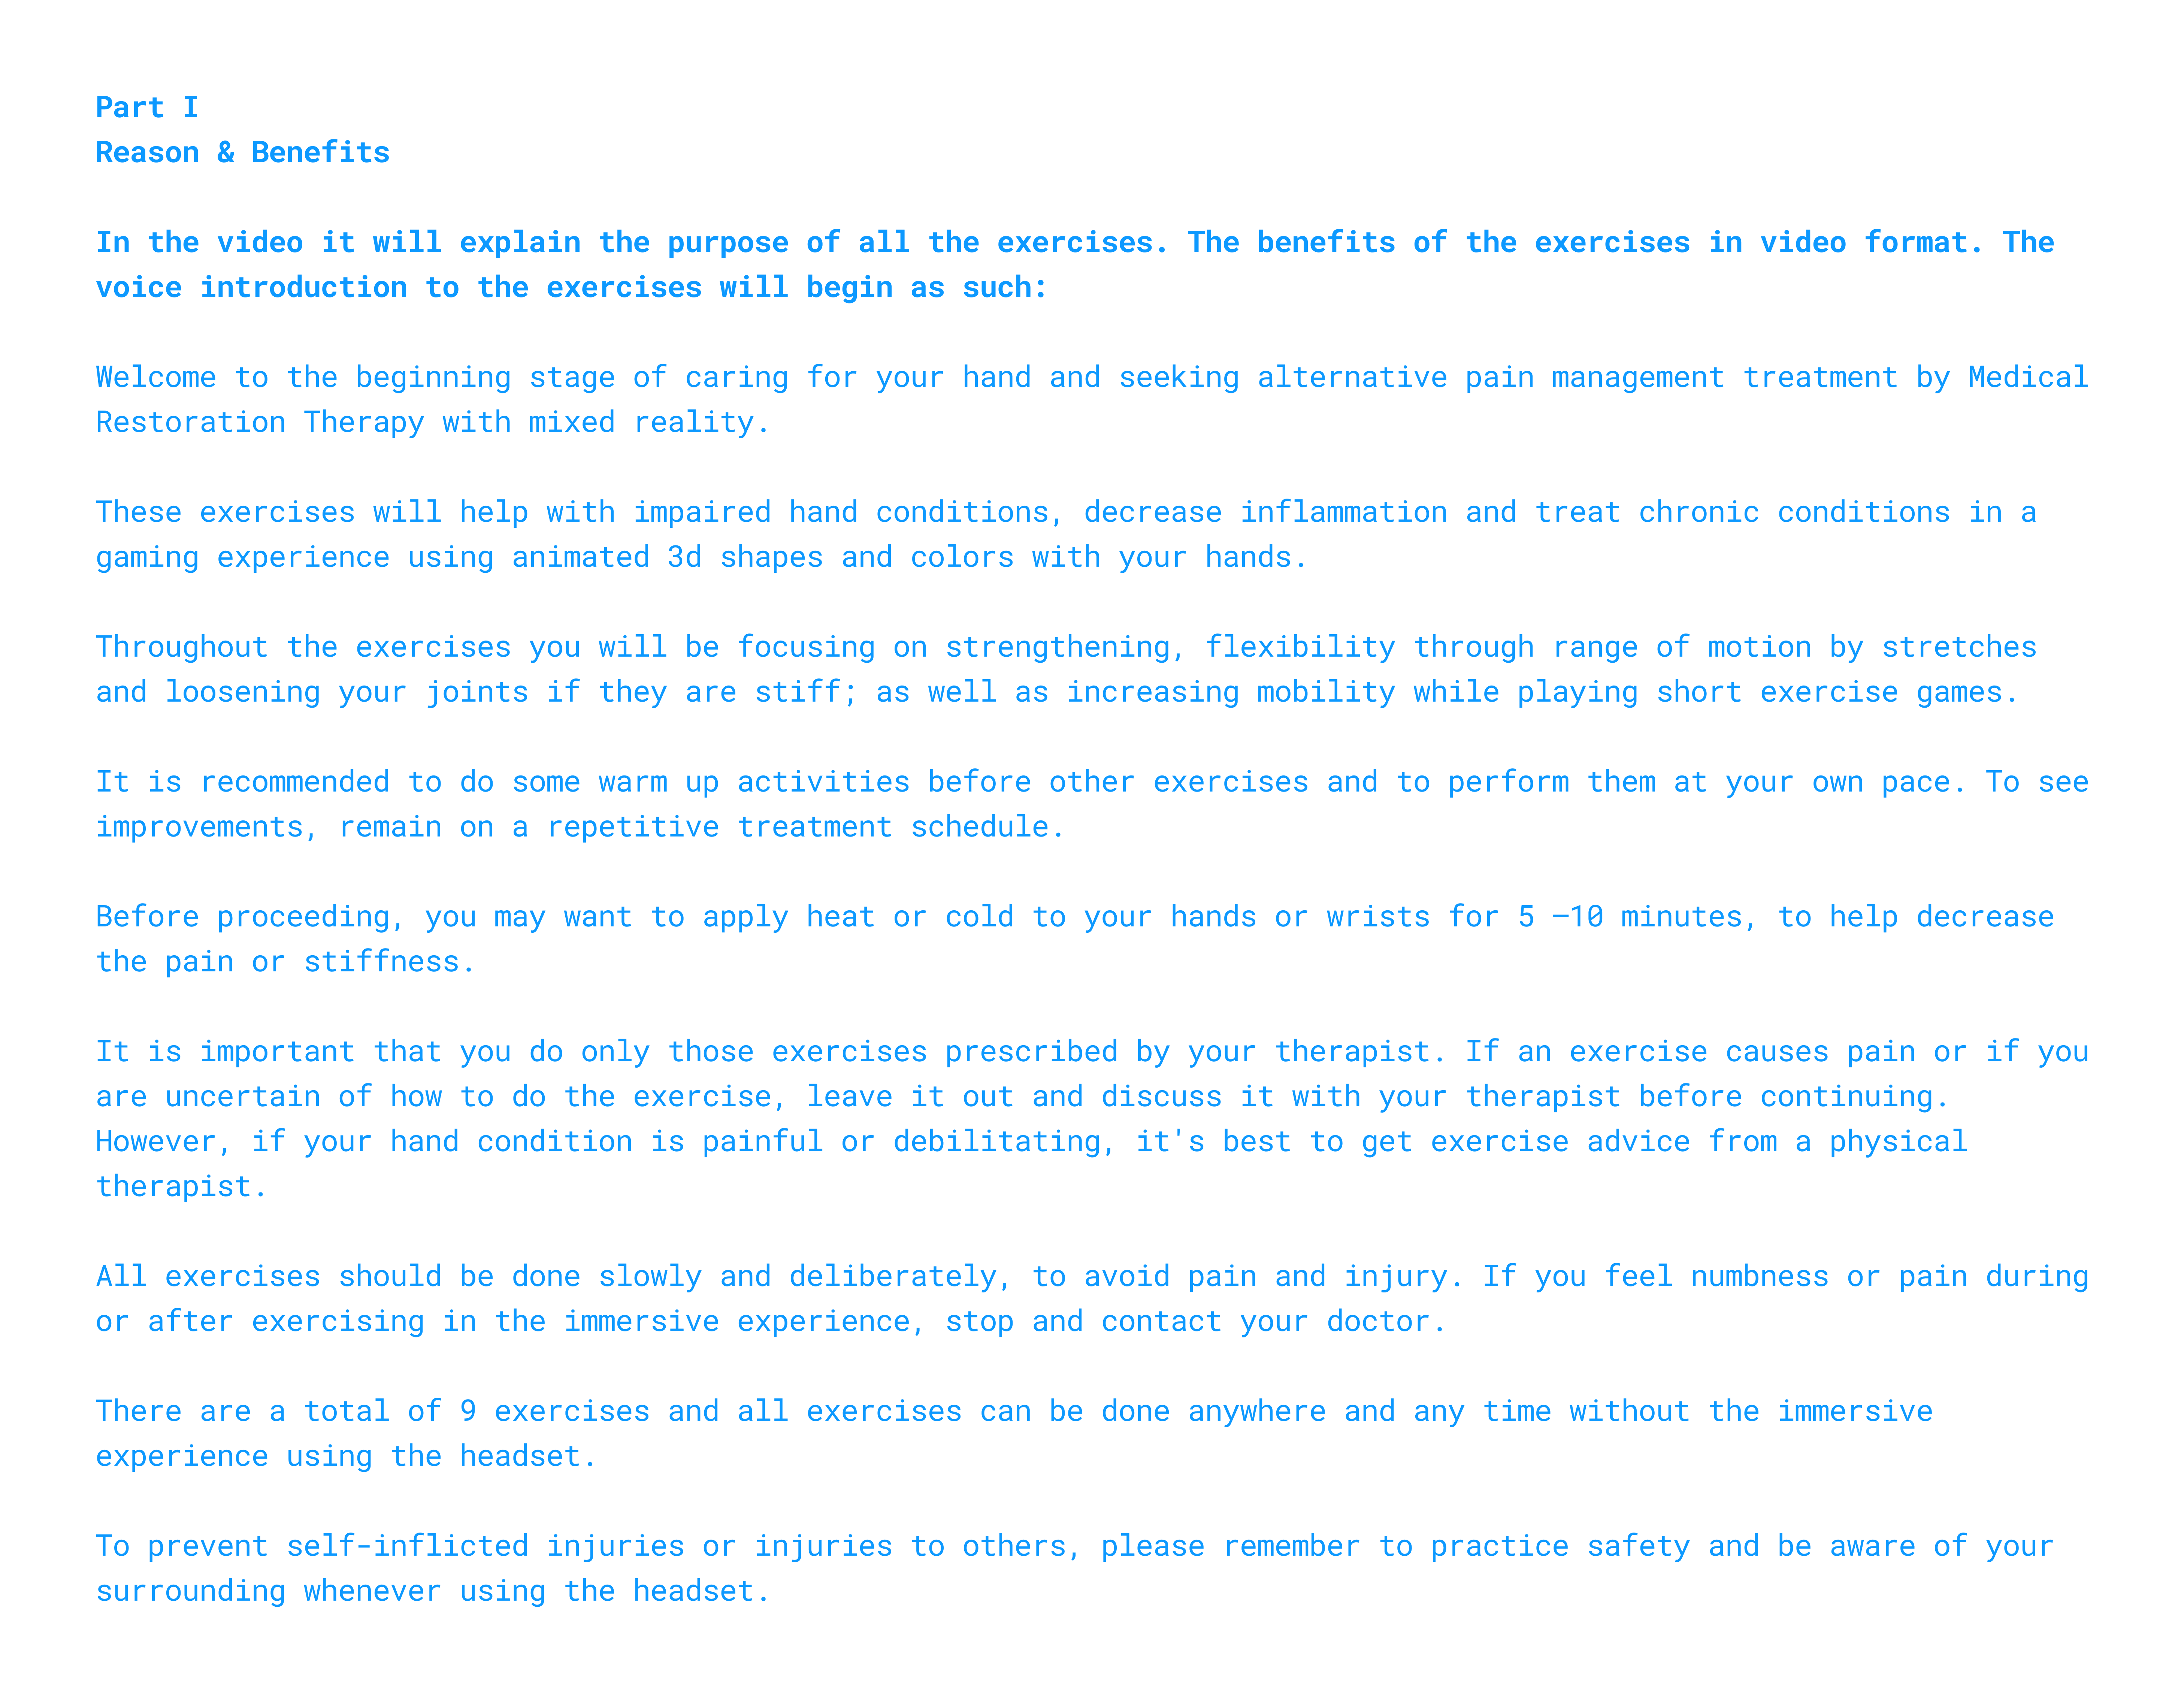 Part I
Reason & Benefits
In the video it will explain the purpose of all the exercises. The benefits of the exercises in video format. The
voice introduction to the exercises will begin as such:
Welcome to the beginning stage of caring for your hand and seeking alternative pain management treatment by Medical
Restoration Therapy with mixed reality.
These exercises will help with impaired hand conditions, decrease inflammation and treat chronic conditions in a
gaming experience using animated 3d shapes and colors with your hands.
Throughout the exercises you will be focusing on strengthening, flexibility through range of motion by stretches
and loosening your joints if they are stiff; as well as increasing mobility while playing short exercise games.
It is recommended to do some warm up activities before other exercises and to perform them at your own pace. To see
improvements, remain on a repetitive treatment schedule.
Before proceeding, you may want to apply heat or cold to your hands or wrists for 5 –10 minutes, to help decrease
the pain or stiffness.
It is important that you do only those exercises prescribed by your therapist. If an exercise causes pain or if you
are uncertain of how to do the exercise, leave it out and discuss it with your therapist before continuing.
However, if your hand condition is painful or debilitating, it's best to get exercise advice from a physical
therapist.
All exercises should be done slowly and deliberately, to avoid pain and injury. If you feel numbness or pain during
or after exercising in the immersive experience, stop and contact your doctor.
There are a total of 9 exercises and all exercises can be done anywhere and any time without the immersive
experience using the headset.
To prevent self-inflicted injuries or injuries to others, please remember to practice safety and be aware of your
surrounding whenever using the headset.